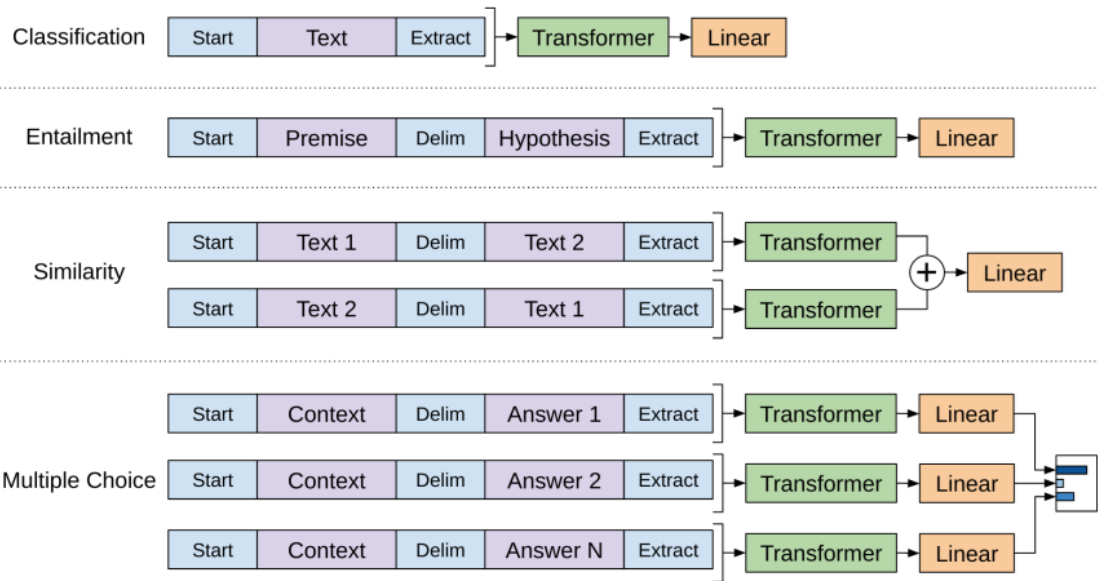 Classification Start Text Extract Transformer Linear
Entailment Start Premise Delim Hypothesis Extract Transformer Linear
Similarity
Start Text 1 Delim Text 2 Extract Transformer
+ Linear
Start Text 2 Delim Text 1 Extract Transformer
Multiple Choice
Start Context Delim Answer 1 Extract Transformer Linear
Start Context Delim Answer 2 Extract Transformer Linear
Start Context Delim Answer N Extract Transformer Linear